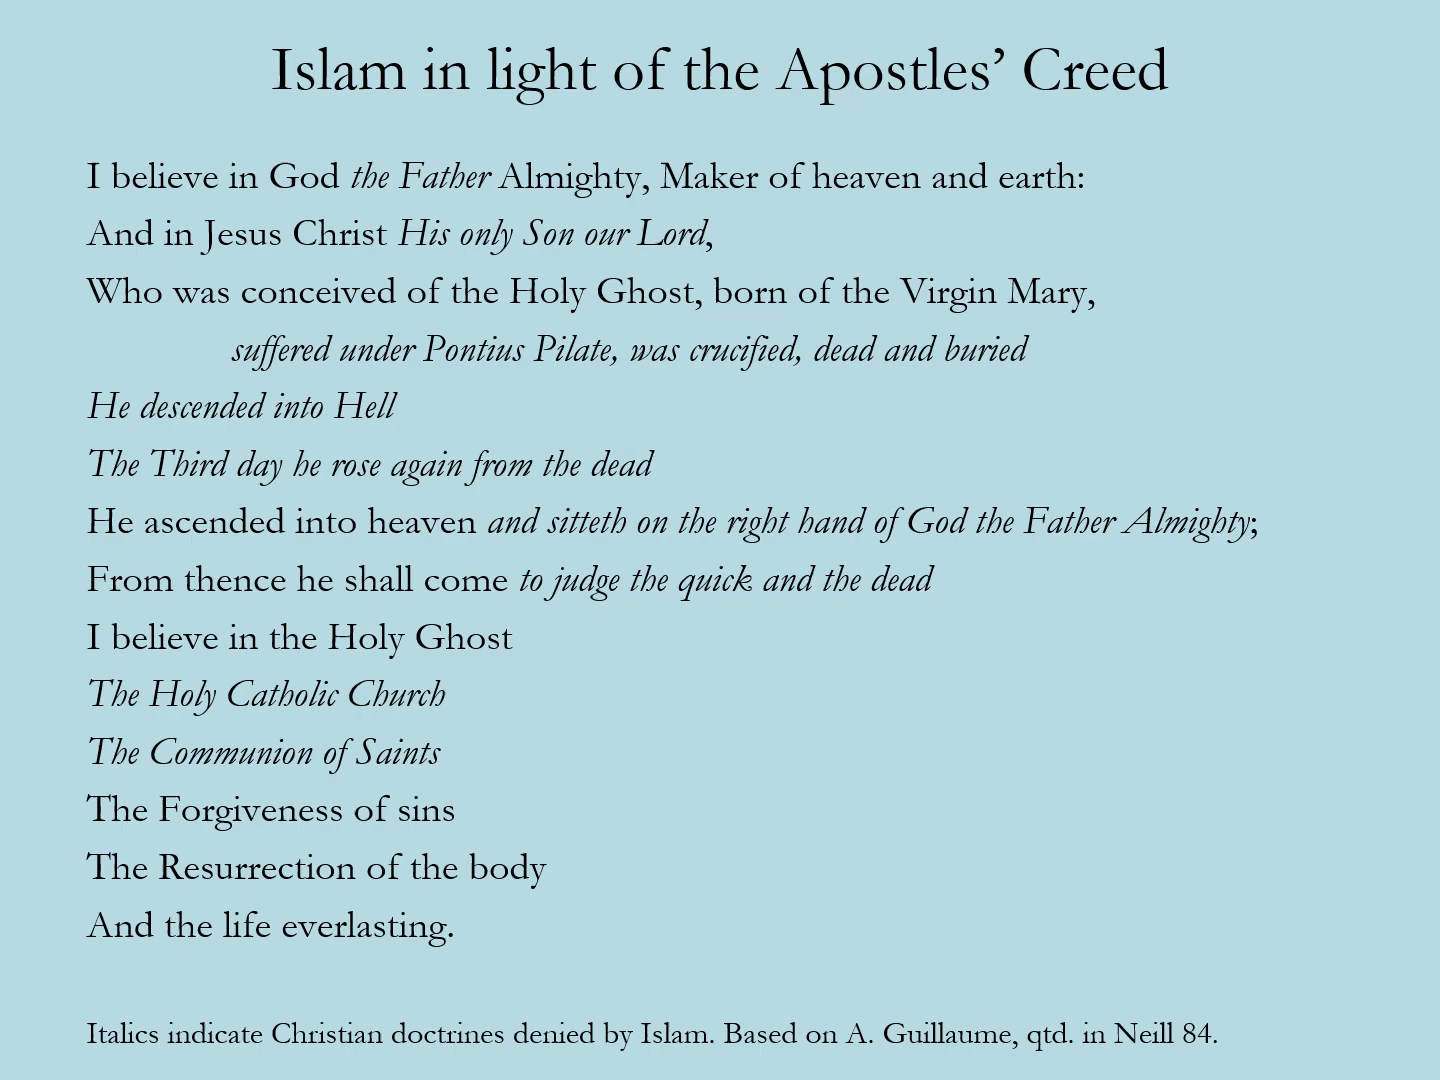 Islam in light of the Apostles’ Creed
I believe in God the Father Almighty, Maker of heaven and earth:
And in Jesus Christ His only Son our Lord,
Who was conceived of the Holy Ghost, born of the Virgin Mary,
suffered under Pontius Pilate, was crucified, dead and buried
He descended into Hell
The Third day he rose again from the dead
He ascended into heaven and sitteth on the right hand of God the Father Almighty;
From thence he shall come to judge the quick and the dead
I believe in the Holy Ghost
The Holy Catholic Church
The Communion of Saints
The Forgiveness of sins
The Resurrection of the body
And the life everlasting.
Italics indicate Christian doctrines denied by Islam. Based on A. Guillaume, qtd. in Neill 84.